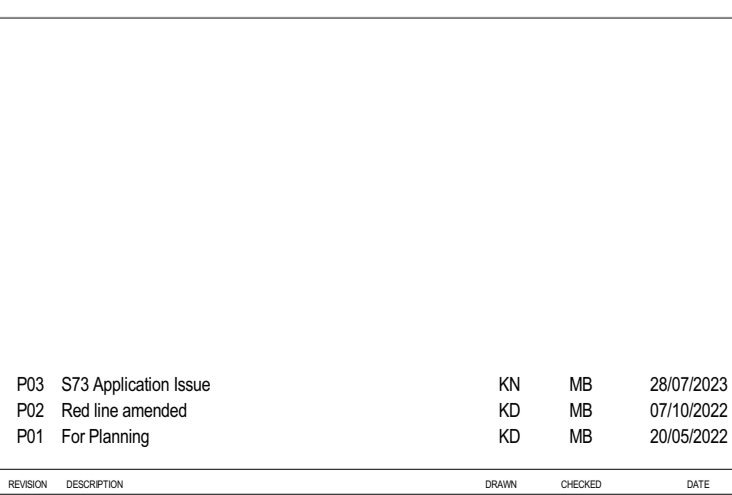 P03 S73 Application Issue KN MB 28/07/2023
P02 Red line amended KD MB 07/10/2022
P01 For Planning KD MB 20/05/2022
REVISION DESCRIPTION DRAWN CHECKED DATE